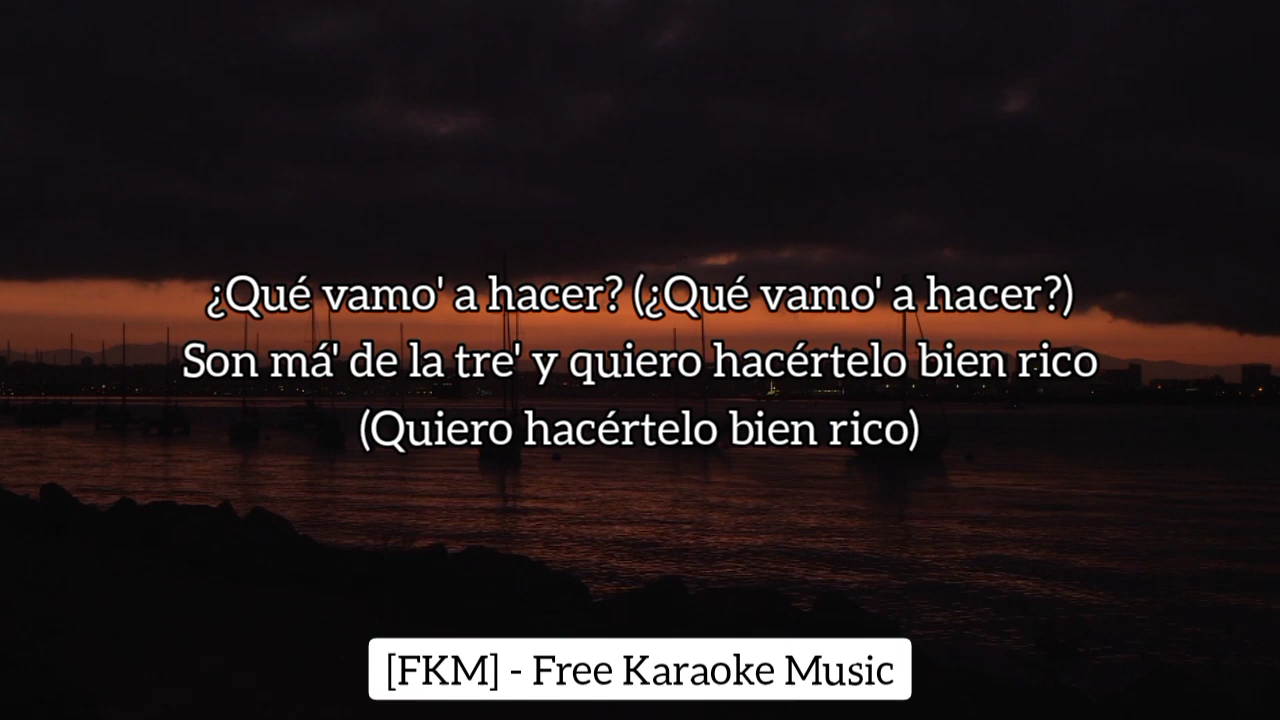 ¿Qué vamo' a hacer? (¿Qué vamo' a hacer?)
Son má' de la tre' y quiero hacértelo bien rico
(Quiero hacértelo bien rico)
[FKM] - Free Karaoke Music